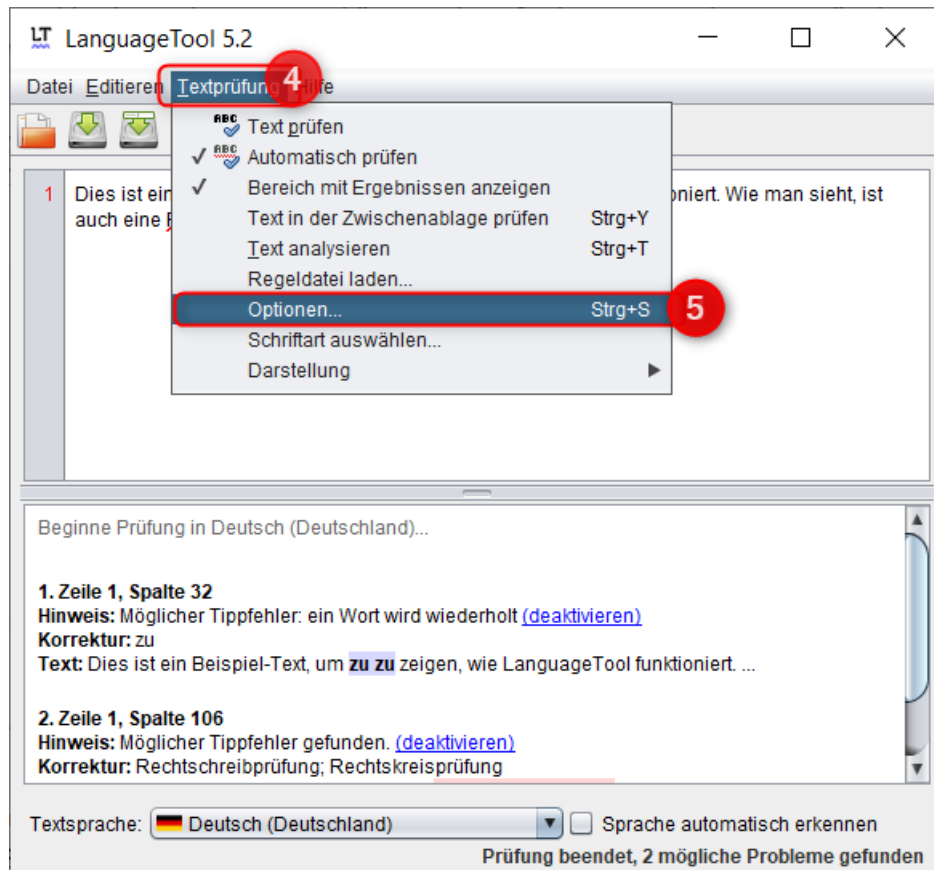 LT LanguageTool 5.2
Datei Editieren Textprüfung 4 Hilfe
ABC Text prüfen
✓ ABC Automatisch prüfen
✓ Bereich mit Ergebnissen anzeigen
Text in der Zwischenablage prüfen Strg+Y
Text analysieren Strg+T
Regeldatei laden...
Optionen... Strg+S 5
Schriftart auswählen...
Darstellung
1 Dies ist ein Wie man sieht, ist
auch eine
Beginne Prüfung in Deutsch (Deutschland)...
1. Zeile 1, Spalte 32
Hinweis: Möglicher Tippfehler: ein Wort wird wiederholt (deaktivieren)
Korrektur: zu
Text: Dies ist ein Beispiel-Text, um zu zu zeigen, wie LanguageTool funktioniert. ...
2. Zeile 1, Spalte 106
Hinweis: Möglicher Tippfehler gefunden. (deaktivieren)
Korrektur: Rechtschreibprüfung; Rechtskreisprüfung
Textsprache: Deutsch (Deutschland) Sprache automatisch erkennen
Prüfung beendet, 2 mögliche Probleme gefunden